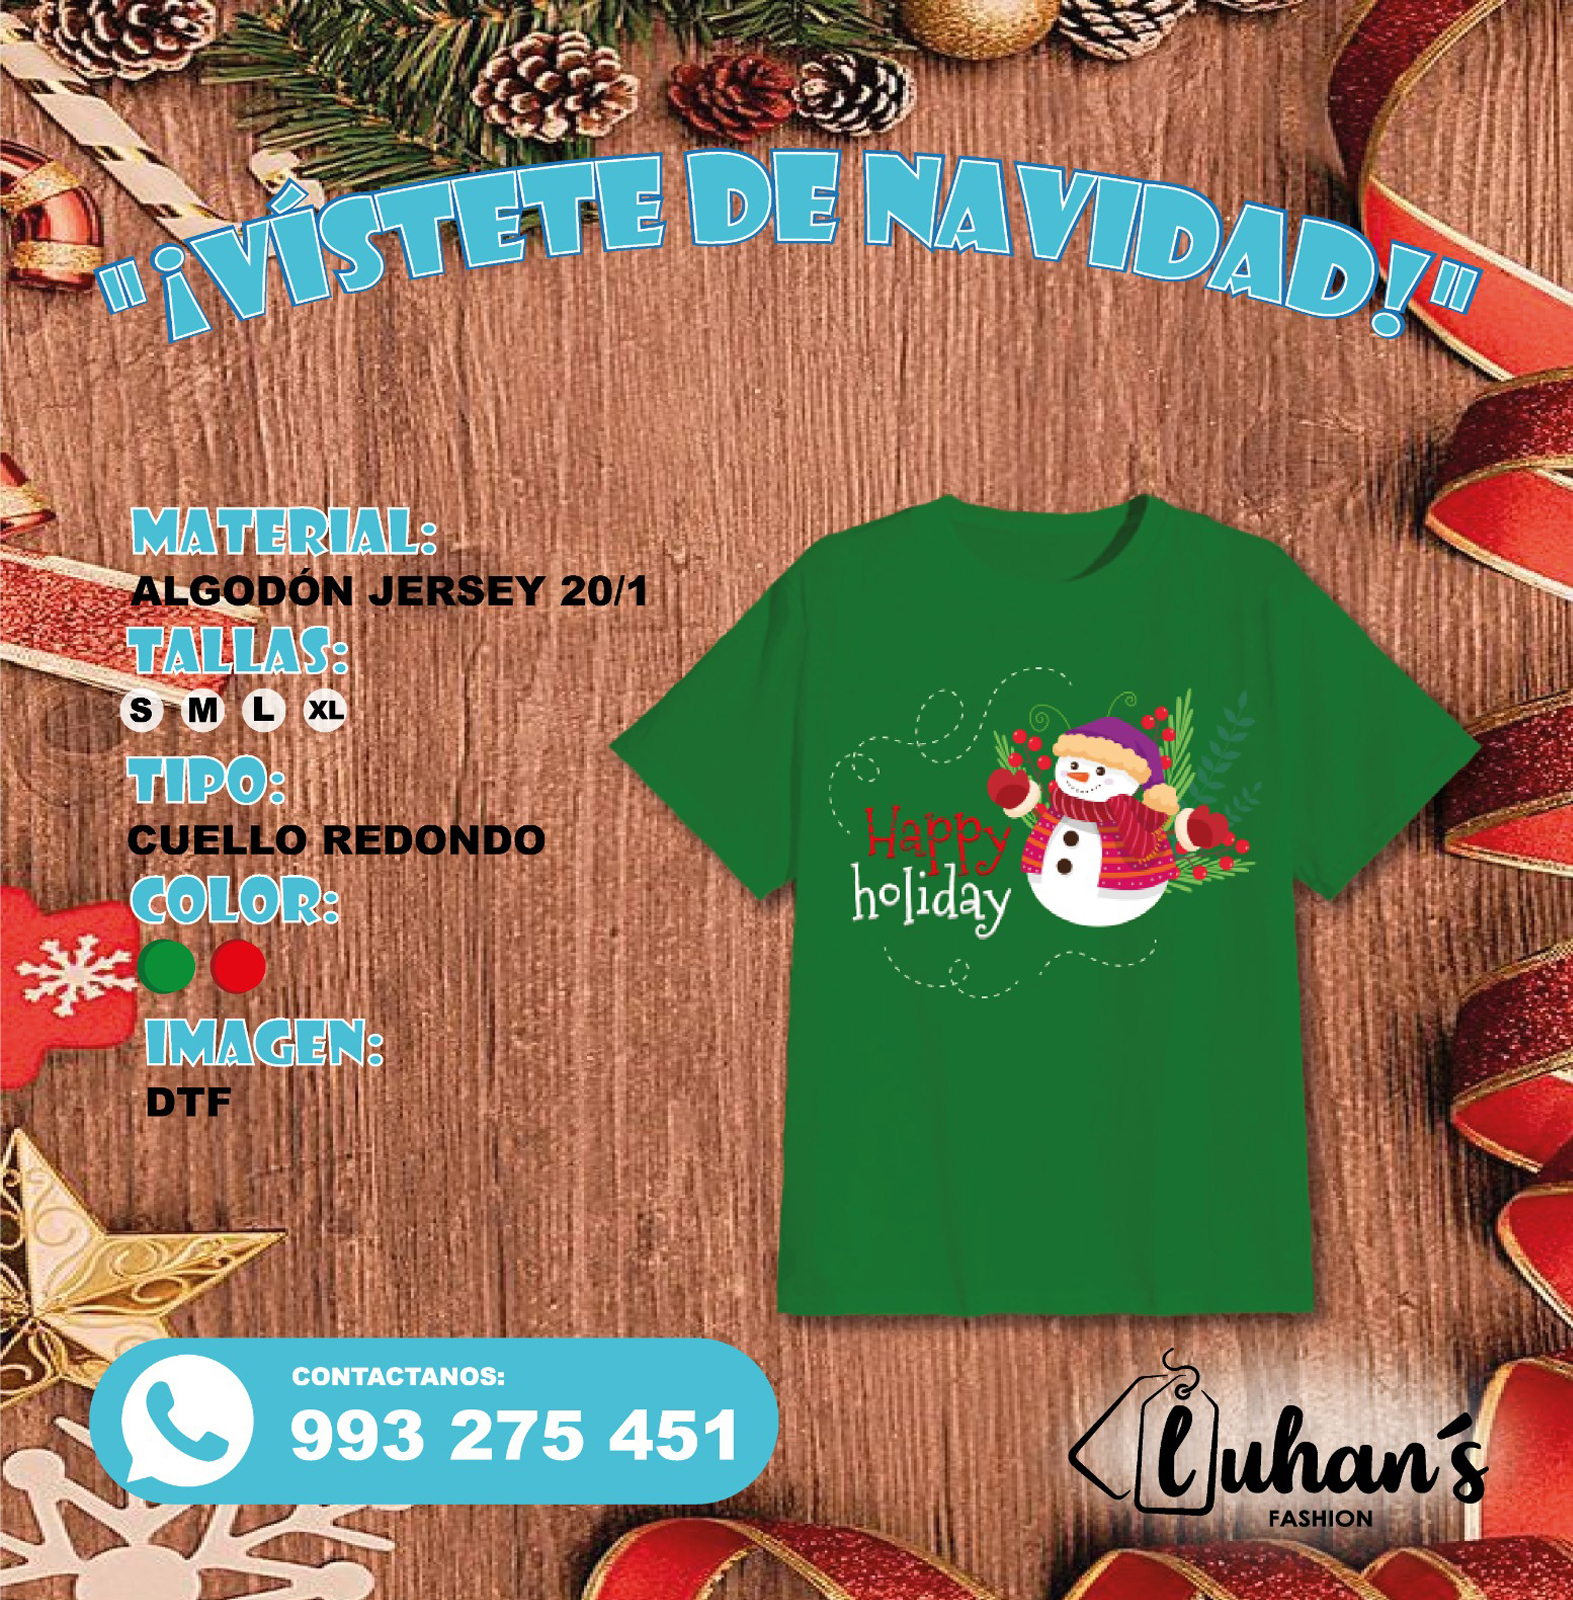 "¡VÍSTETE DE NAVIDAD!"
MATERIAL:
ALGODÓN JERSEY 20/1
TALLAS:
S M L XL
TIPO:
CUELLO REDONDO
COLOR:
IMAGEN:
DTF
Happy
holiday
CONTACTANOS:
993 275 451
luhan´s
FASHION